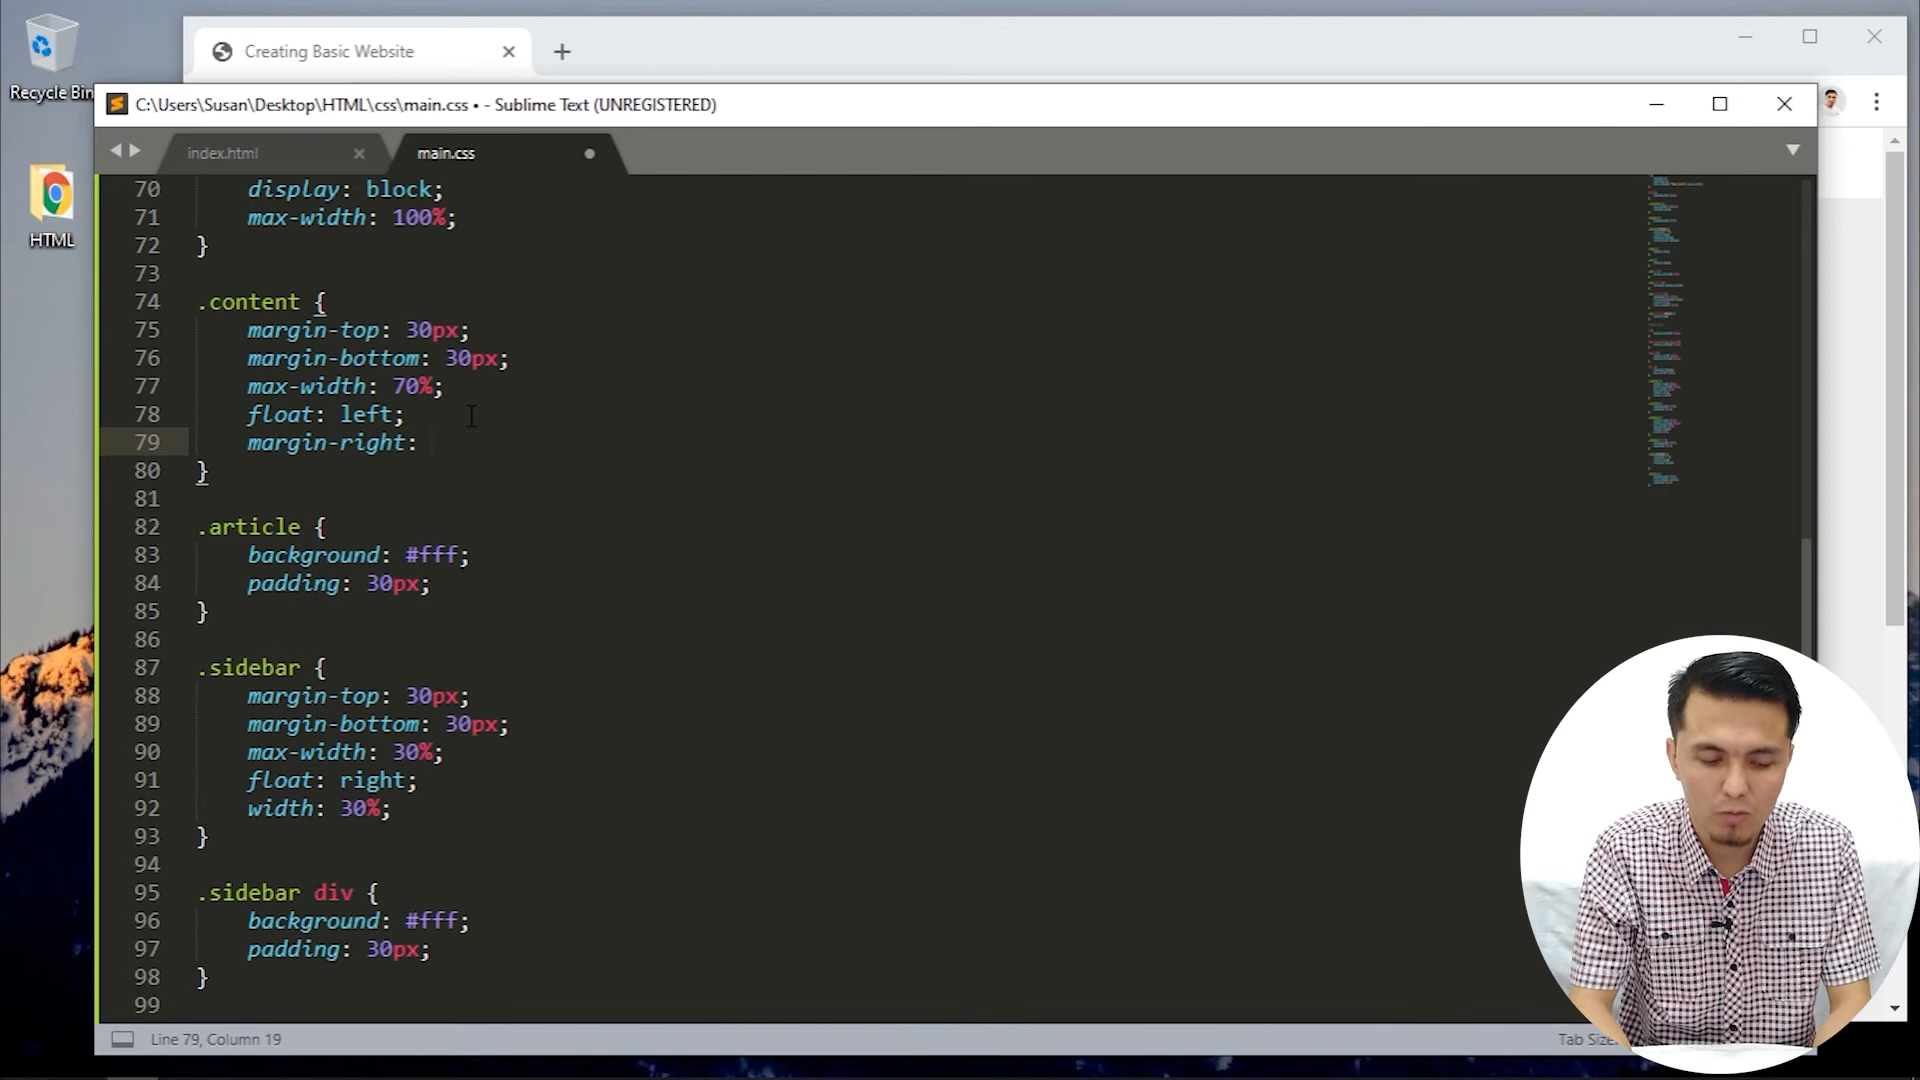 Creating Basic Website
Recycle Bin
C:\Users\Susan\Desktop\HTML\css\main.css • - Sublime Text (UNREGISTERED)
index.html
main.css
HTML
70 display: block;
71 max-width: 100%;
72 }
73
74 .content {
75 margin-top: 30px;
76 margin-bottom: 30px;
77 max-width: 70%;
78 float: left;
79 margin-right:
80 }
81
82 .article {
83 background: #fff;
84 padding: 30px;
85 }
86
87 .sidebar {
88 margin-top: 30px;
89 margin-bottom: 30px;
90 max-width: 30%;
91 float: right;
92 width: 30%;
93 }
94
95 .sidebar div {
96 background: #fff;
97 padding: 30px;
98 }
99
Line 79, Column 19
Tab Size: